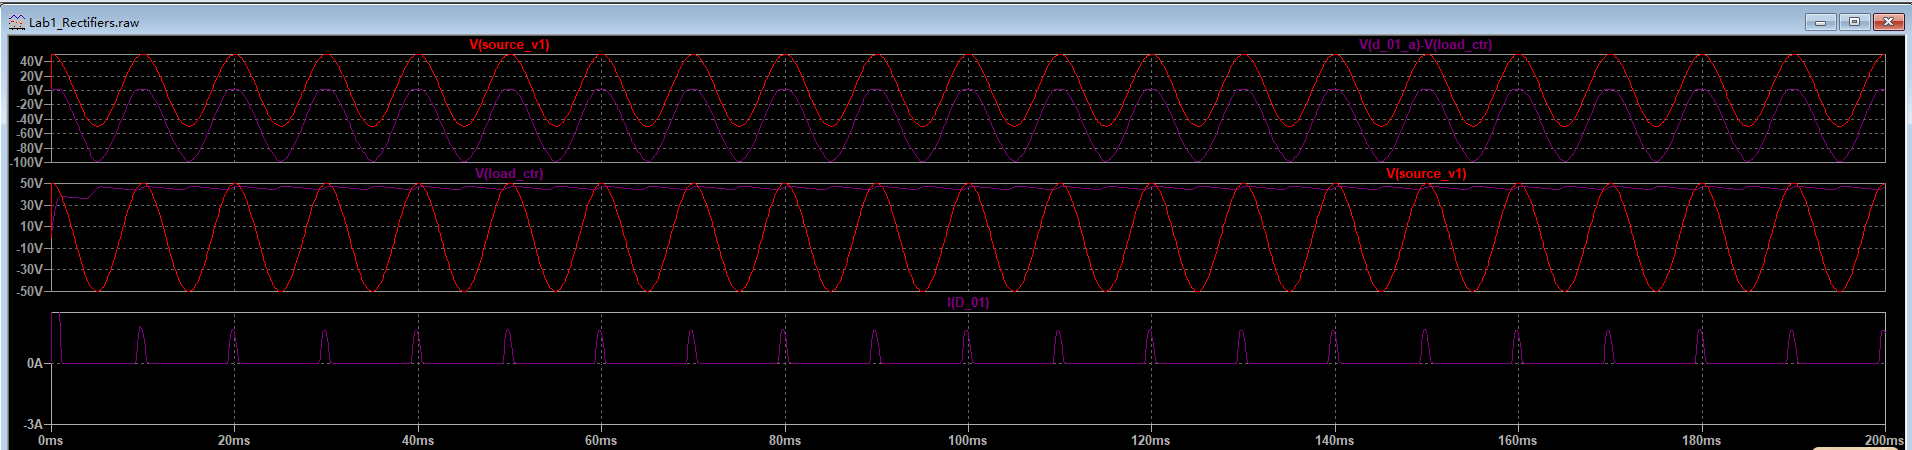 Lab1_Rectifiers.raw
V(source_v1) V(d_01_a)-V(load_ctr)
40V
20V
0V
-20V
-40V
-60V
-80V
-100V
V(load_ctr) V(source_v1)
50V
30V
10V
-10V
-30V
-50V
I(D_01)
0A
-3A
0ms 20ms 40ms 60ms 80ms 100ms 120ms 140ms 160ms 180ms 200ms